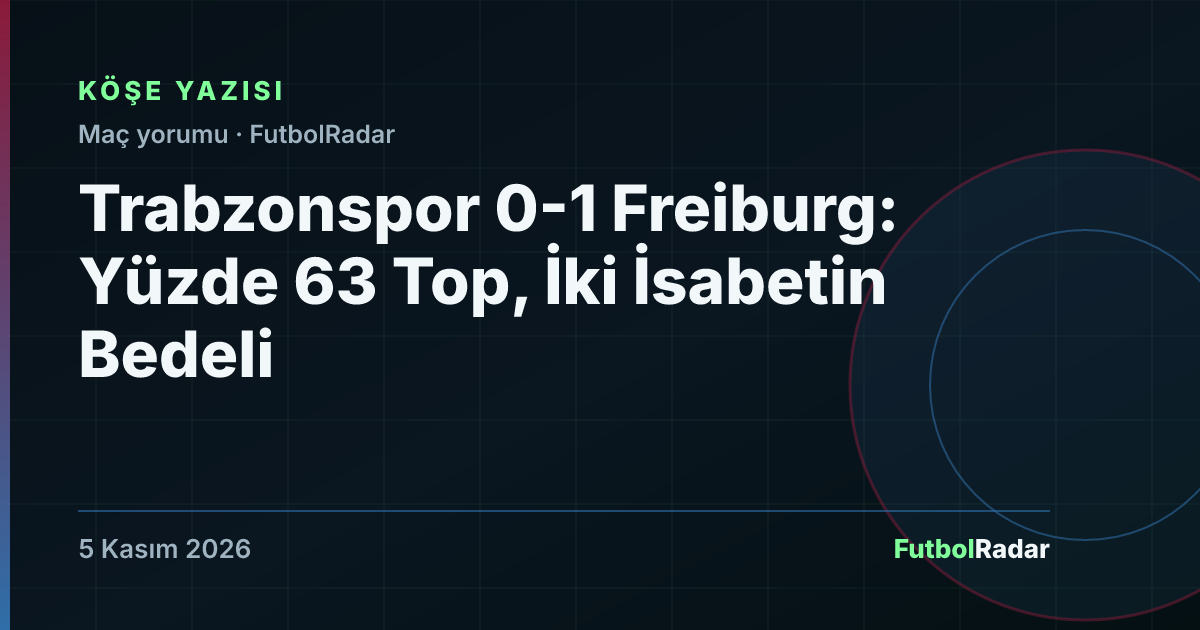 KÖŞE YAZISI
Maç yorumu · FutbolRadar
Trabzonspor 0-1 Freiburg:
Yüzde 63 Top, İki İsabetin
Bedeli
5 Kasım 2026
FutbolRadar